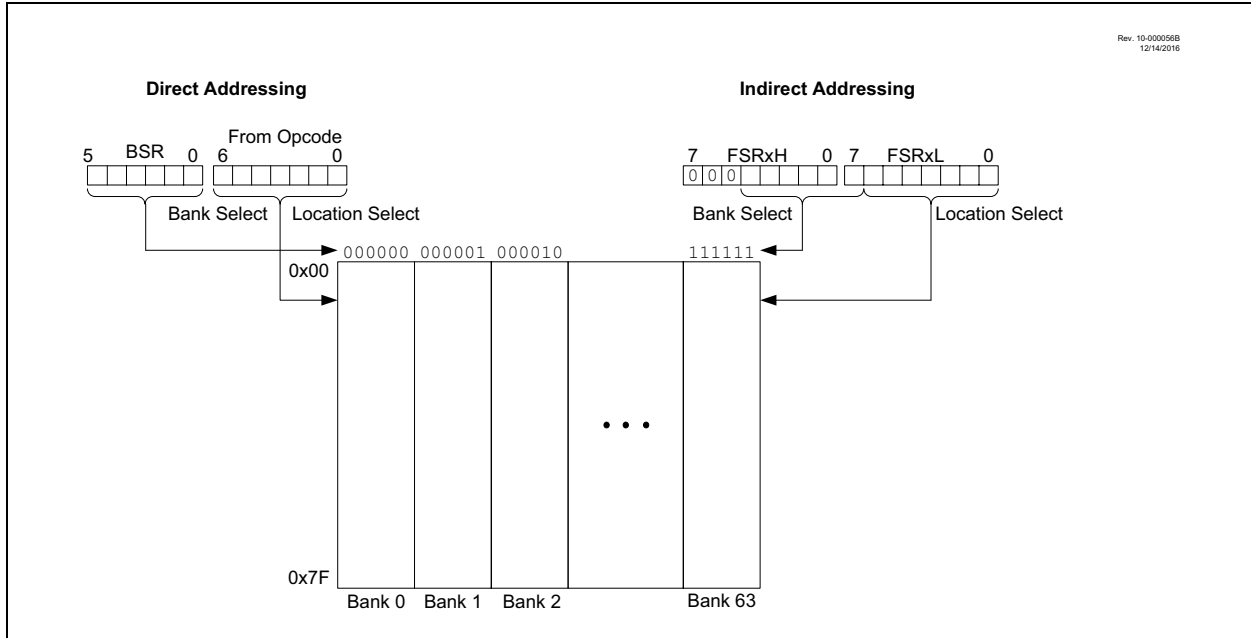 Rev. 10-000056B
12/14/2016
Direct Addressing
Indirect Addressing
From Opcode
5 BSR 0 6 0
7 FSRxH 0 7 FSRxL 0
0 0 0
Bank Select Location Select
Bank Select Location Select
000000 000001 000010 111111
0x00
0x7F
Bank 0 Bank 1 Bank 2 Bank 63